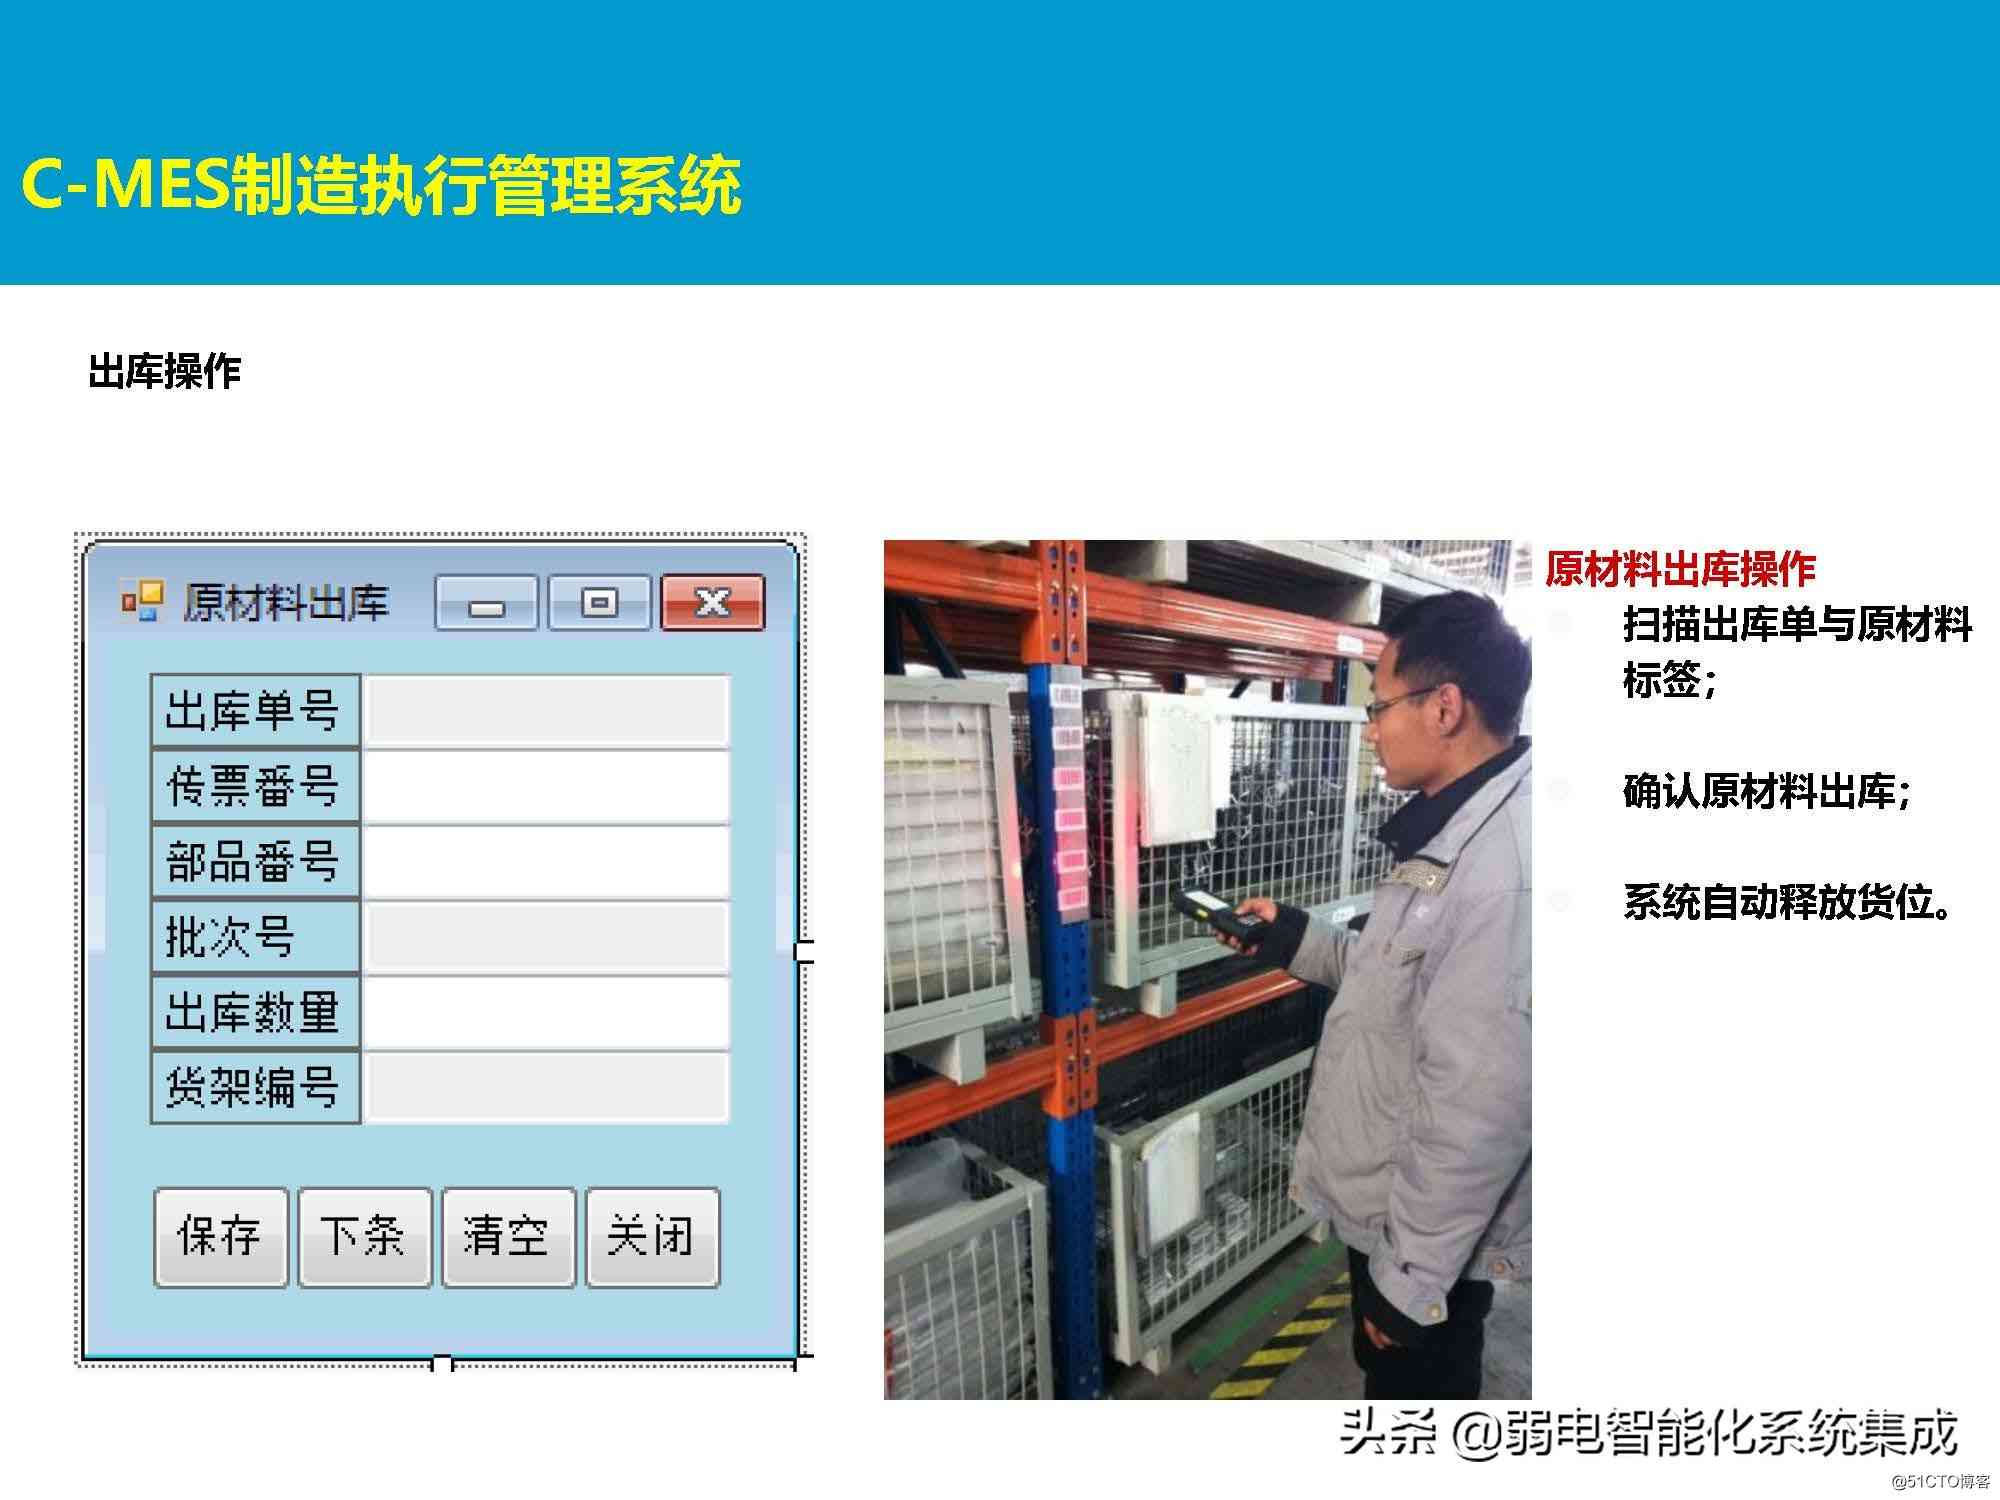 C-MES制造执行管理系统
出库操作
原材料出库
出库单号
传票番号
部品番号
批次号
出库数量
货架编号
保存 下条 清空 关闭
原材料出库操作
扫描出库单与原材料
标签；
确认原材料出库；
系统自动释放货位。
头条 @弱电智能化系统集成
@51CTO博客